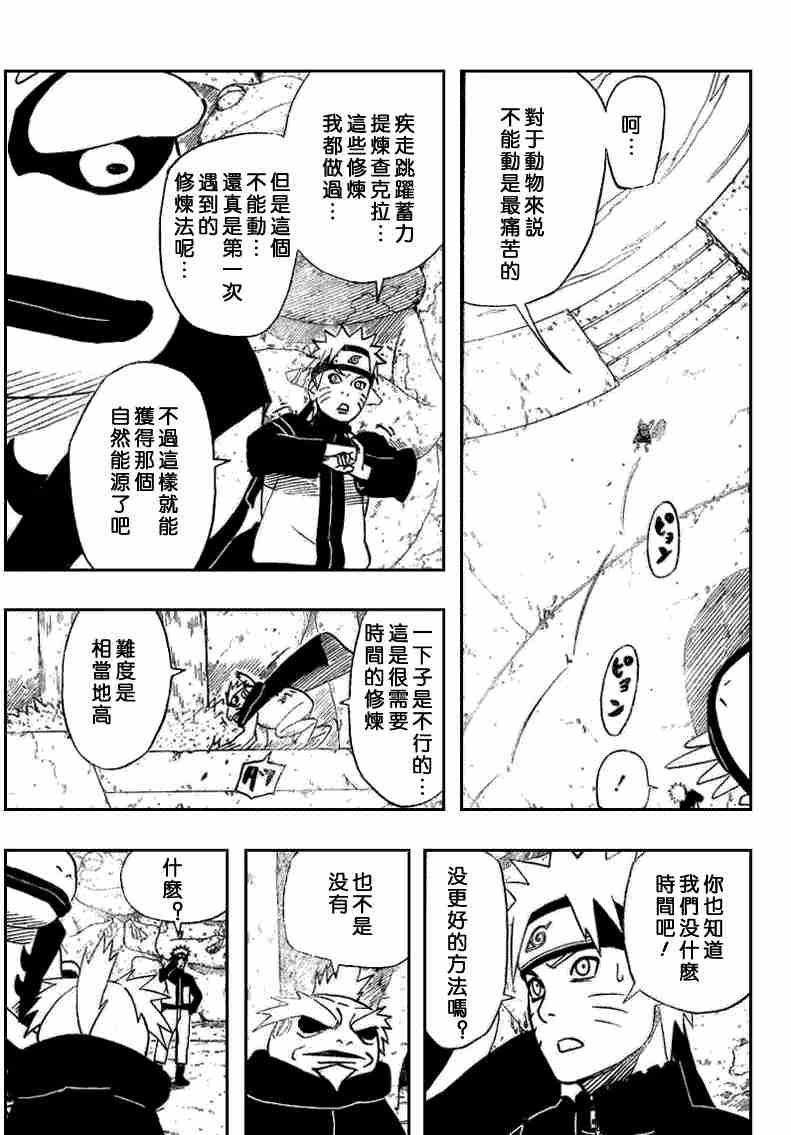 呵…
對于動物來説
不能動是最痛苦的
ピョン
ピョン
！
疾走跳躍蓄力
提煉查克拉…
這些修煉
我都做過…
但是這個
不能動…
還真是第一次
遇到的
修煉法呢…
不過這樣就能
獲得那個
自然能源了吧
一下子是不行的…
這是很需要
時間的修煉
難度是
相當地高
ダッ
你也知道
我們没什麽
時間吧！
没更好的方法嗎？
也不是
没有
什麽？